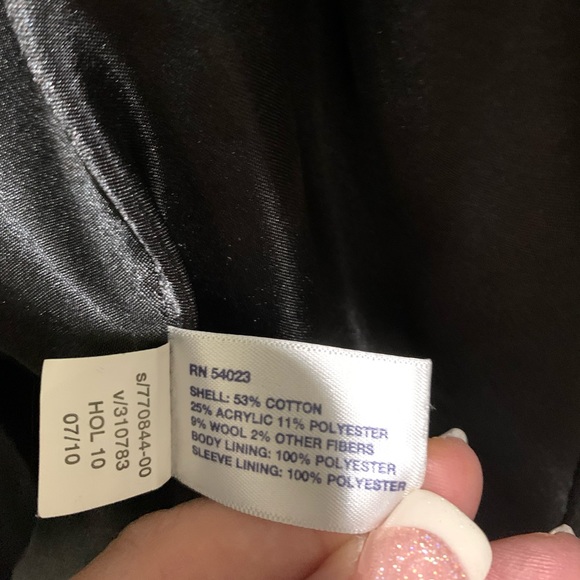 s/770844-00
v/310783
HOL 10
07/10
RN 54023
SHELL: 53% COTTON
25% ACRYLIC 11% POLYESTER
9% WOOL 2% OTHER FIBERS
BODY LINING: 100% POLYESTER
SLEEVE LINING: 100% POLYESTER